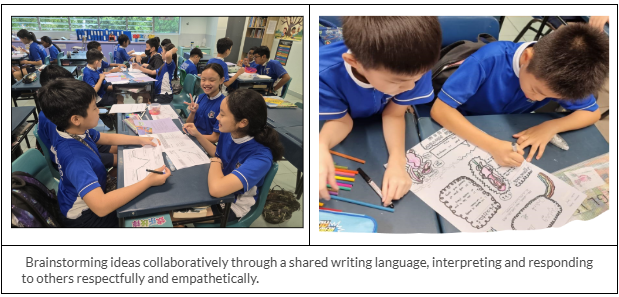 Brainstorming ideas collaboratively through a shared writing language, interpreting and responding
to others respectfully and empathetically.